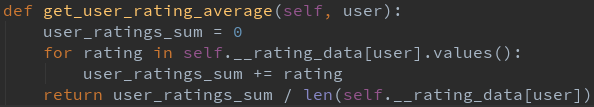 def get_user_rating_average(self, user):
    user_ratings_sum = 0
    for rating in self.__rating_data[user].values():
        user_ratings_sum += rating
    return user_ratings_sum / len(self.__rating_data[user])